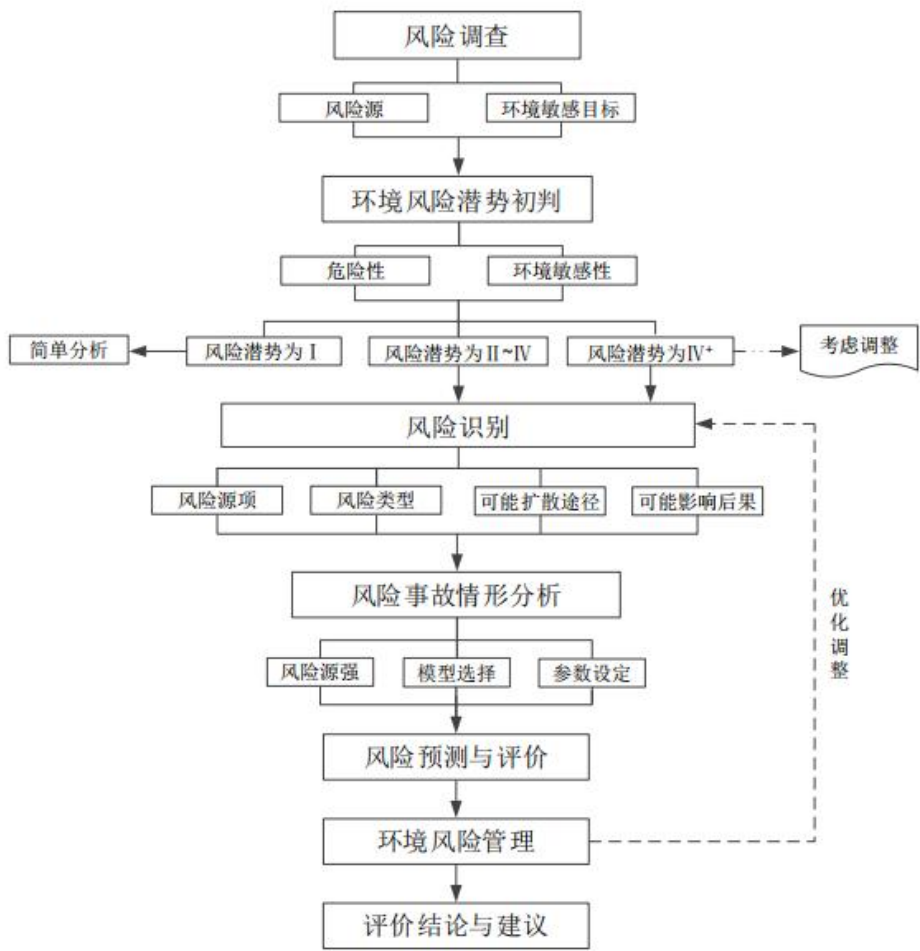 风险调查
风险源
环境敏感目标
环境风险潜势初判
危险性
环境敏感性
简单分析
风险潜势为Ⅰ
风险潜势为Ⅱ~Ⅳ
风险潜势为Ⅳ⁺
考虑调整
风险识别
风险源项
风险类型
可能扩散途径
可能影响后果
风险事故情形分析
优化调整
风险源强
模型选择
参数设定
风险预测与评价
环境风险管理
评价结论与建议